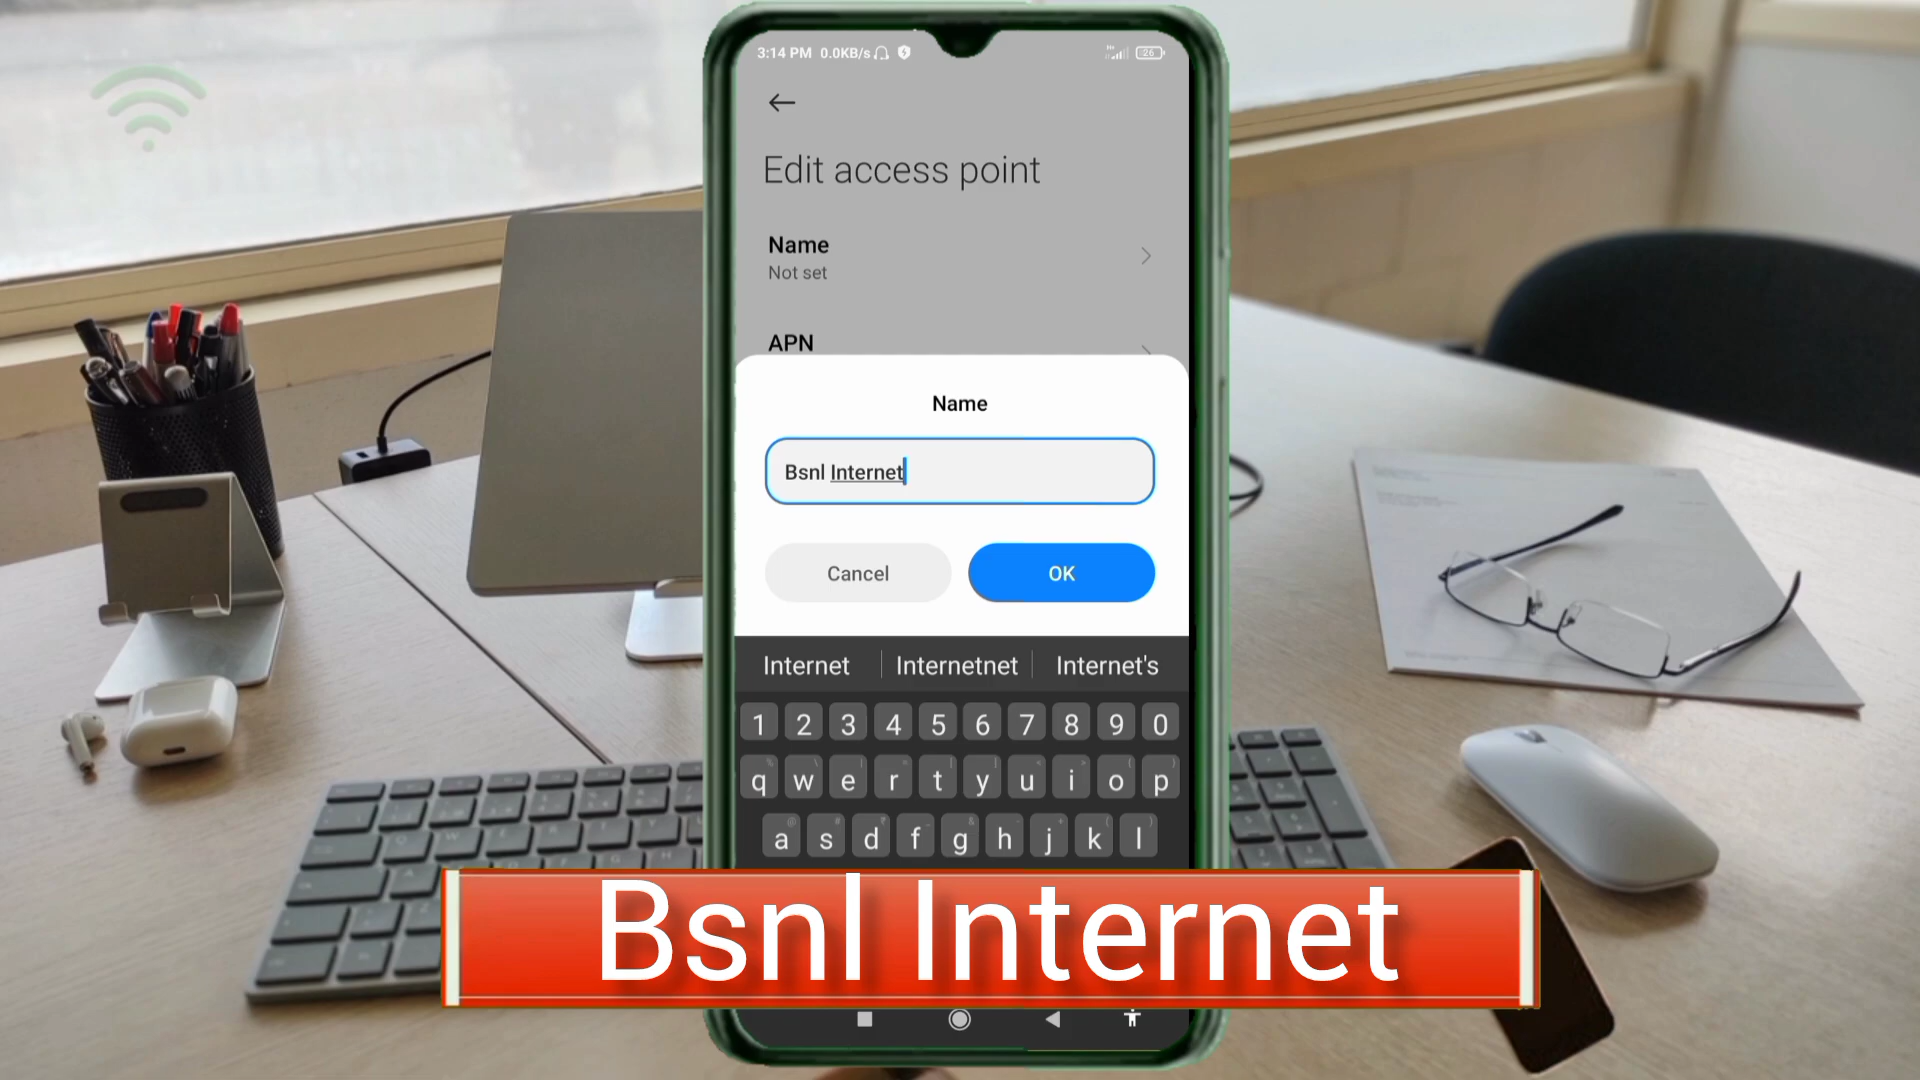 3:14 PM 0.0KB/s 26
Edit access point
Name
Not set
APN
Name
Bsnl Internet
Cancel OK
Internet Internetnet Internet's
1 2 3 4 5 6 7 8 9 0
q w e r t y u i o p
a s d f g h j k l
Bsnl Internet